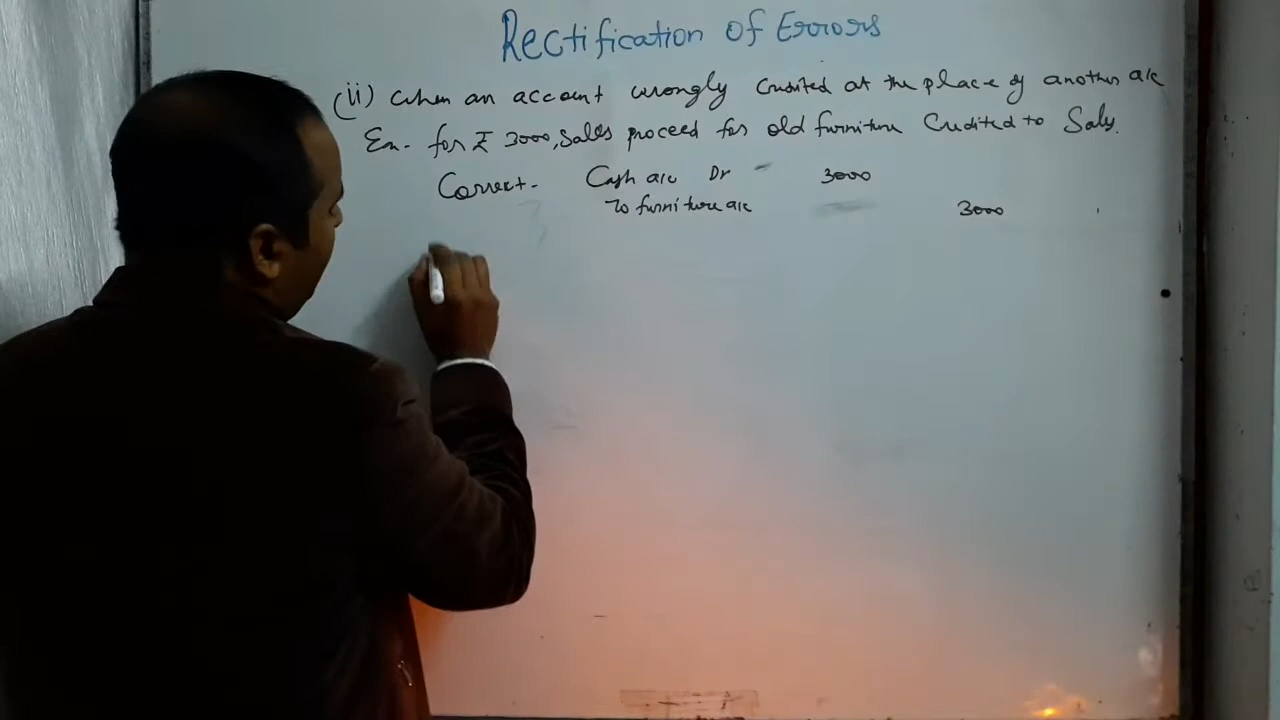 Rectification of Errors
(ii) When an account wrongly Credited at the place of another a/c
Ex- for ₹ 3000, Sales proceed for old furniture Credited to Sales.
Correct- Cash a/c Dr - 3000
To furniture a/c 3000